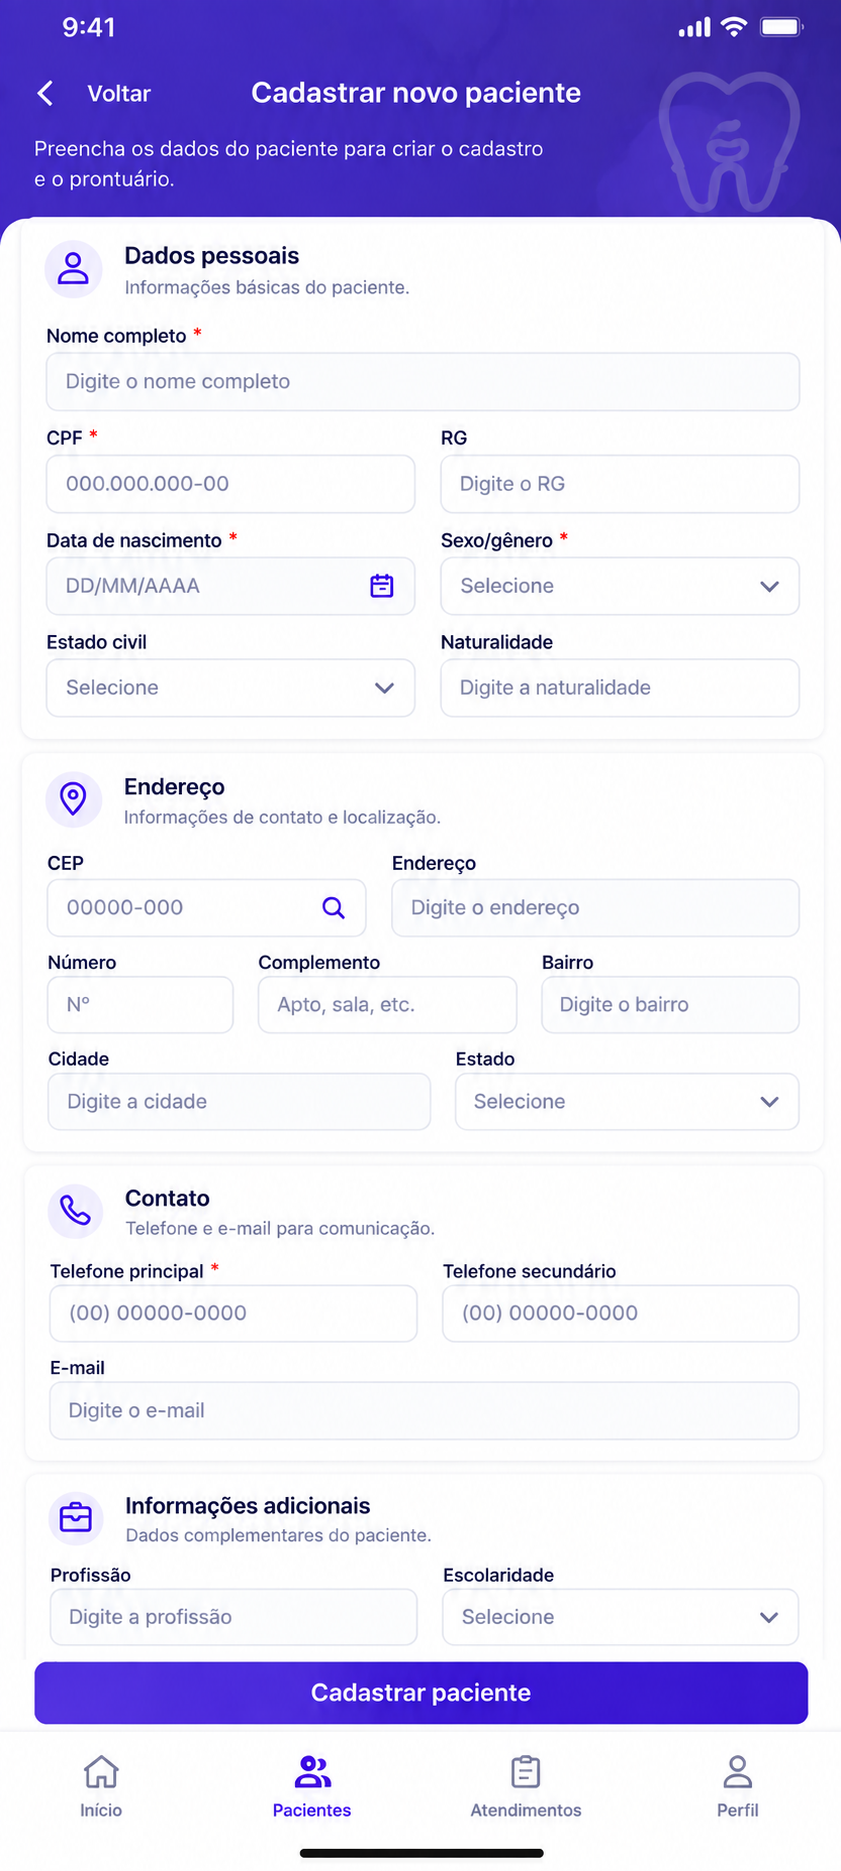 9:41
Voltar
Cadastrar novo paciente
Preencha os dados do paciente para criar o cadastro
e o prontuário.
Dados pessoais
Informações básicas do paciente.
Nome completo *
Digite o nome completo
CPF * RG
000.000.000-00 Digite o RG
Data de nascimento * Sexo/gênero *
DD/MM/AAAA Selecione
Estado civil Naturalidade
Selecione Digite a naturalidade
Endereço
Informações de contato e localização.
CEP Endereço
00000-000 Digite o endereço
Número Complemento Bairro
N° Apto, sala, etc. Digite o bairro
Cidade Estado
Digite a cidade Selecione
Contato
Telefone e e-mail para comunicação.
Telefone principal * Telefone secundário
(00) 00000-0000 (00) 00000-0000
E-mail
Digite o e-mail
Informações adicionais
Dados complementares do paciente.
Profissão Escolaridade
Digite a profissão Selecione
Cadastrar paciente
Início Pacientes Atendimentos Perfil